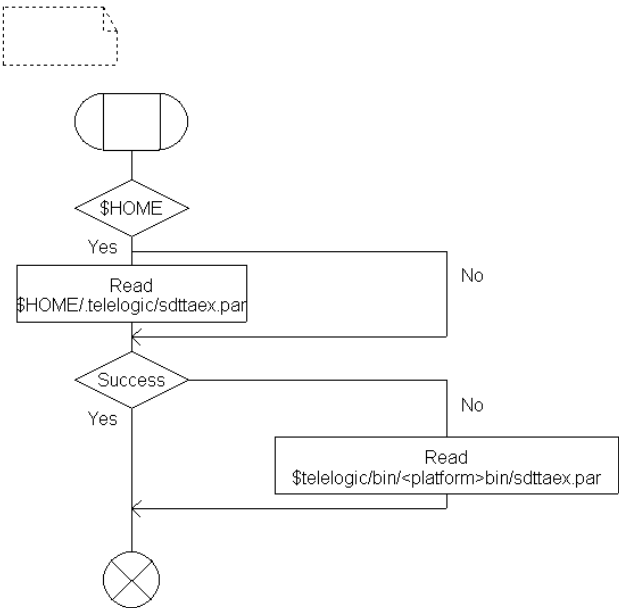 $HOME
Yes
No
Read
$HOME/.telelogic/sdttaex.par
Success
Yes
No
Read
$telelogic/bin/<platform>bin/sdttaex.par